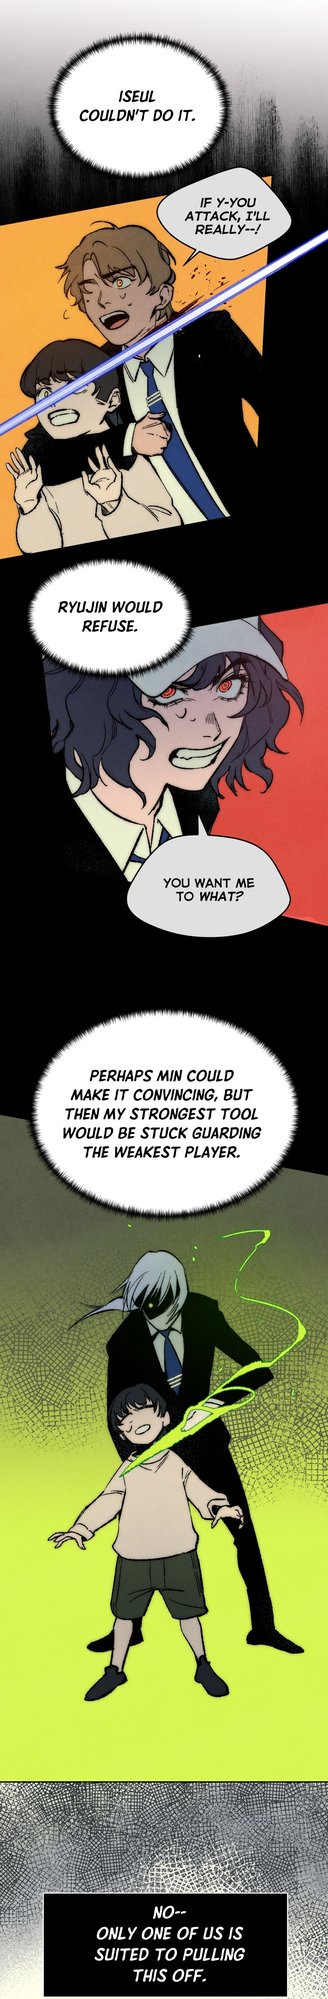 ISEUL
COULDN'T DO IT.
IF Y-YOU
ATTACK, I'LL
REALLY--!
RYUJIN WOULD
REFUSE.
YOU WANT ME
TO WHAT?
PERHAPS MIN COULD
MAKE IT CONVINCING, BUT
THEN MY STRONGEST TOOL
WOULD BE STUCK GUARDING
THE WEAKEST PLAYER.
NO--
ONLY ONE OF US IS
SUITED TO PULLING
THIS OFF.